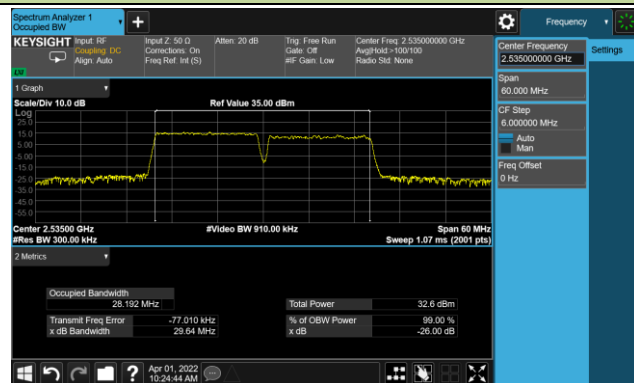 Spectrum Analyzer 1
Occupied BW
+
Frequency
KEYSIGHT
Input: RF
Coupling: DC
Align: Auto
Input Z: 50 Ω
Corrections: On
Freq Ref: Int (S)
Atten: 20 dB
Trig: Free Run
Gate: Off
#IF Gain: Low
Center Freq: 2.535000000 GHz
Avg|Hold:>100/100
Radio Std: None
Center Frequency
2.535000000 GHz
Settings
Span
60.000 MHz
CF Step
6.000000 MHz
Auto
Man
Freq Offset
0 Hz
1 Graph
Scale/Div 10.0 dB
Ref Value 35.00 dBm
Log
25.0
15.0
5.00
-5.00
-15.0
-25.0
-35.0
-45.0
-55.0
Center 2.53500 GHz
#Video BW 910.00 kHz
Span 60 MHz
#Res BW 300.00 kHz
Sweep 1.07 ms (2001 pts)
2 Metrics
Occupied Bandwidth
28.192 MHz
Total Power 32.6 dBm
Transmit Freq Error -77.010 kHz
% of OBW Power 99.00 %
x dB Bandwidth 29.64 MHz
x dB -26.00 dB
?
Apr 01, 2022
10:24:44 AM